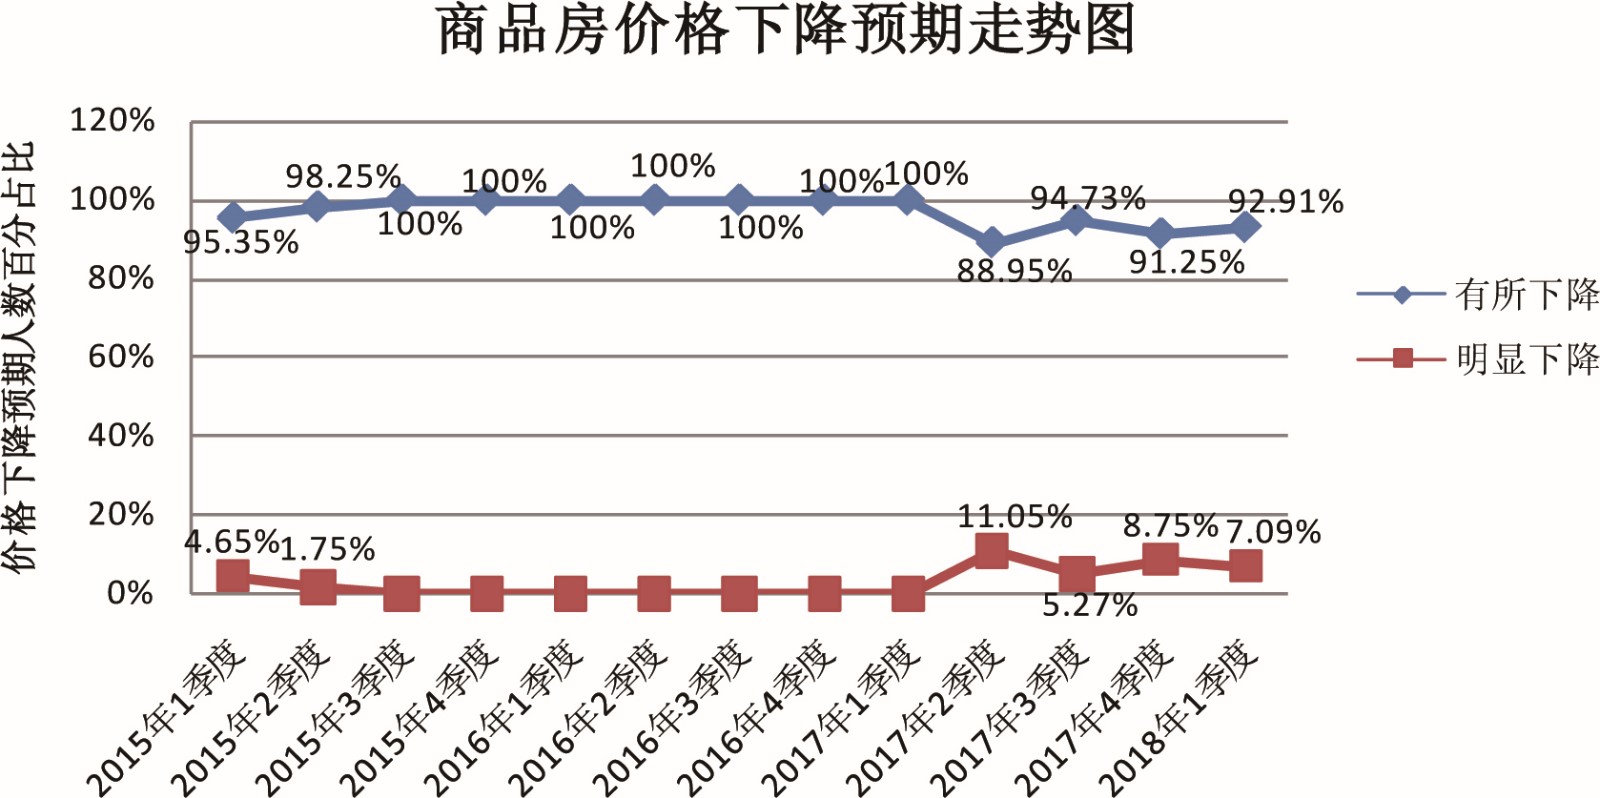 商品房价格下降预期走势图
价格下降预期人数百分占比
120%
100%
80%
60%
40%
20%
0%
95.35%
98.25%
100%
100%
100%
100%
100%
100%
100%
88.95%
94.73%
91.25%
92.91%
4.65%
1.75%
11.05%
5.27%
8.75%
7.09%
2015年1季度
2015年2季度
2015年3季度
2015年4季度
2016年1季度
2016年2季度
2016年3季度
2016年4季度
2017年1季度
2017年2季度
2017年3季度
2017年4季度
2018年1季度
有所下降
明显下降